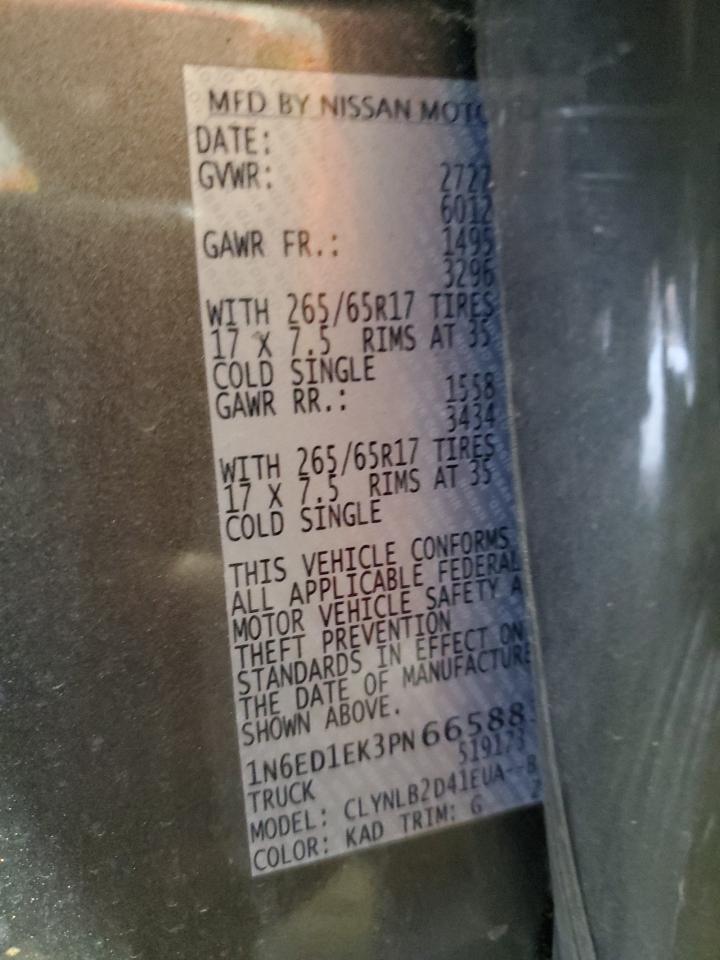 MFD BY NISSAN MOTO
DATE:
GVWR: 2722
6012
GAWR FR.: 1495
3296
WITH 265/65R17 TIRES
17 X 7.5 RIMS AT 35
COLD SINGLE
GAWR RR.: 1558
3434
WITH 265/65R17 TIRES
17 X 7.5 RIMS AT 35
COLD SINGLE
THIS VEHICLE CONFORMS
ALL APPLICABLE FEDERAL
MOTOR VEHICLE SAFETY A
THEFT PREVENTION
STANDARDS IN EFFECT ON
THE DATE OF MANUFACTURE
SHOWN ABOVE.
1N6ED1EK3PN 66588
TRUCK 519173
MODEL: CLYNLB2D41EUA--B
COLOR: KAD TRIM: G